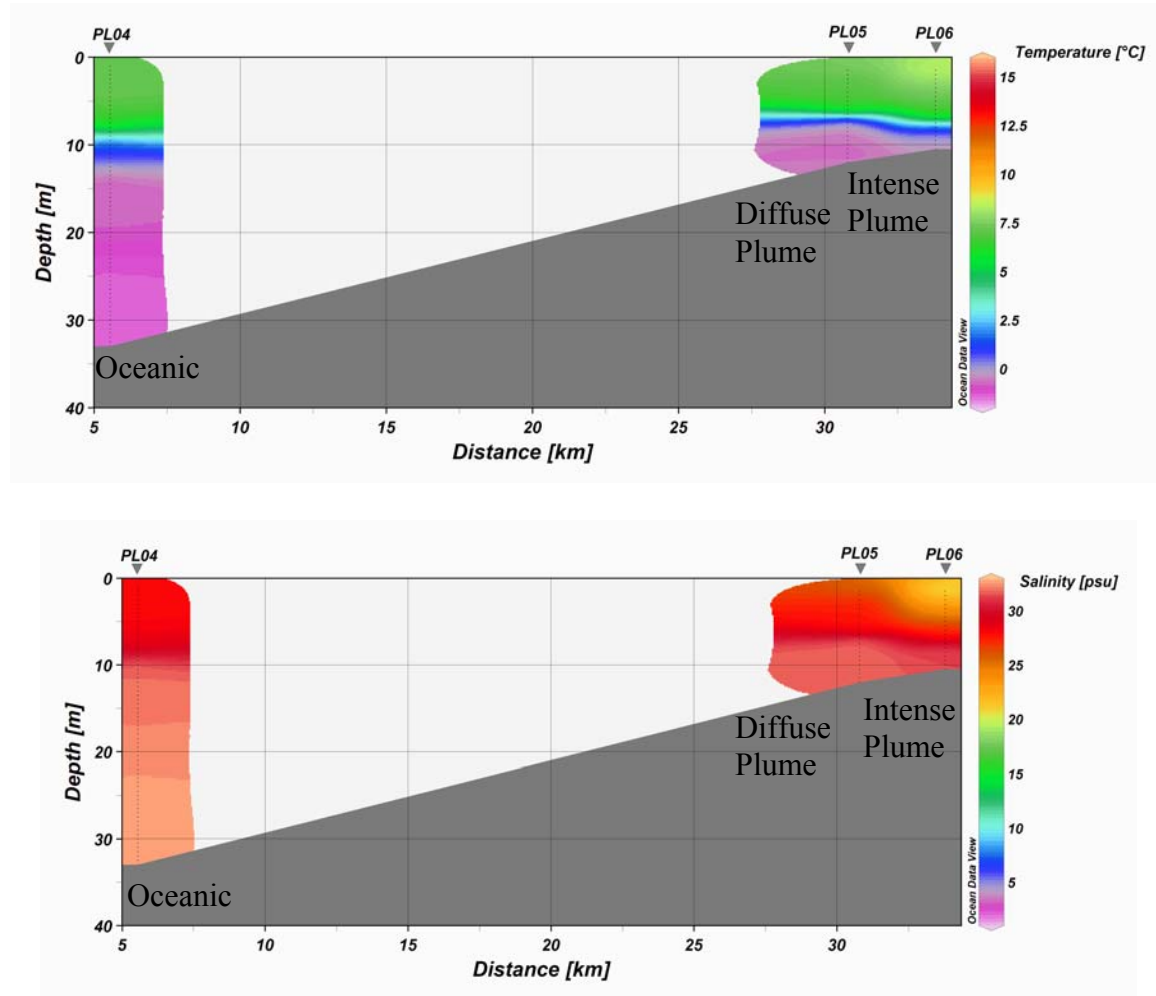 PL04
PL05
PL06
Temperature [°C]
0
10
20
30
40
Depth [m]
15
12.5
10
7.5
5
2.5
0
Ocean Data View
Intense
Plume
Diffuse
Plume
Oceanic
5
10
15
20
25
30
Distance [km]
PL04
PL05
PL06
Salinity [psu]
0
10
20
30
40
Depth [m]
30
25
20
15
10
5
Ocean Data View
Intense
Plume
Diffuse
Plume
Oceanic
5
10
15
20
25
30
Distance [km]